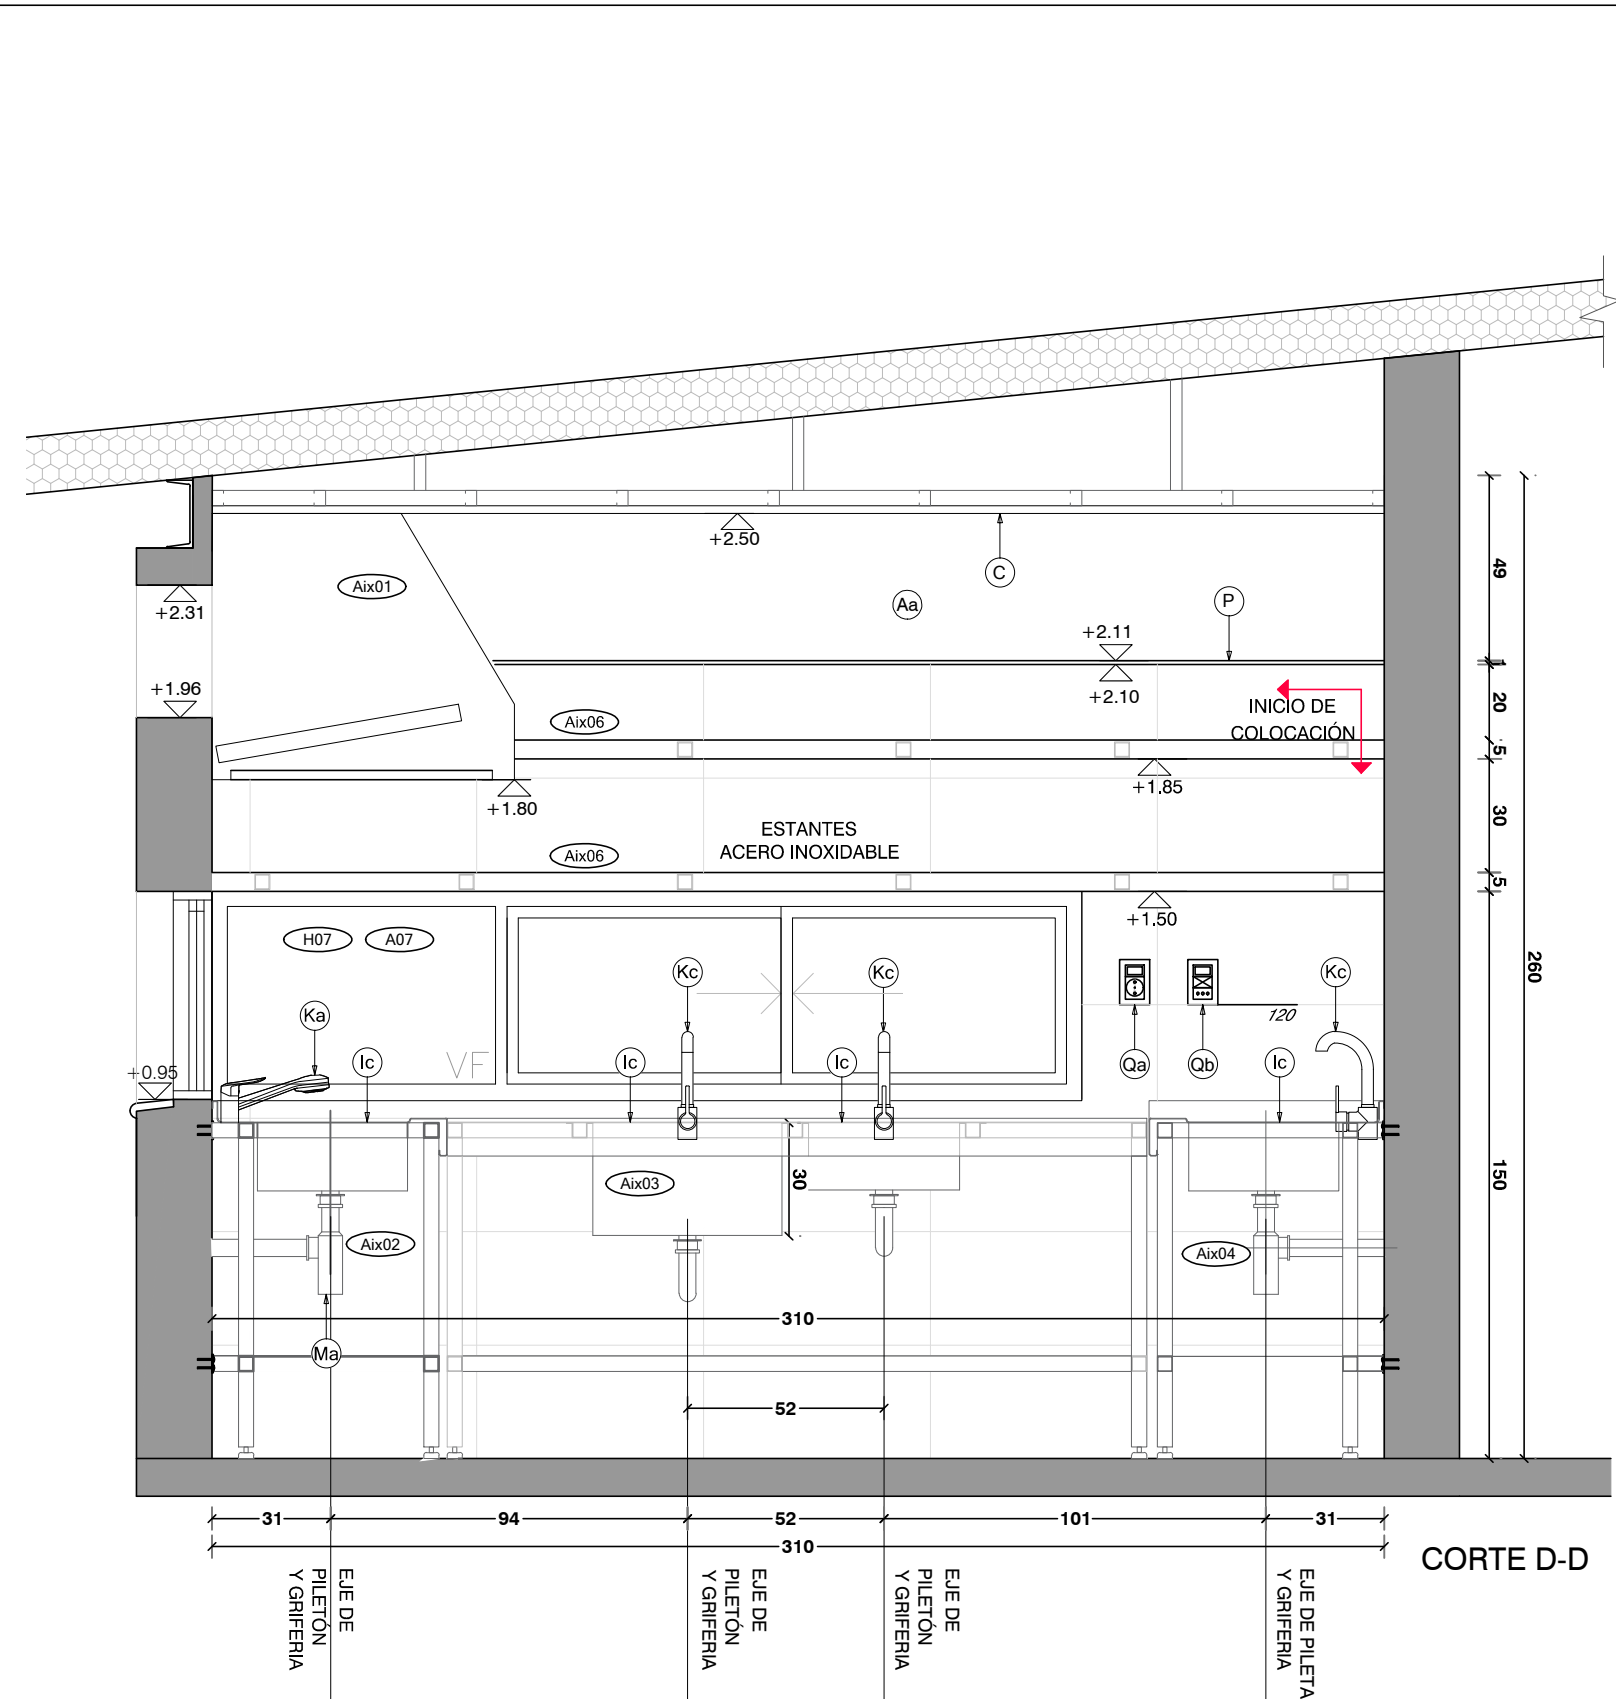 +2.50
C
Aix01
+2.31
Aa
P
+2.11
49
1
+1.96
+2.10
20
INICIO DE
COLOCACIÓN
Aix06
5
+1.80
+1.85
30
ESTANTES
ACERO INOXIDABLE
Aix06
5
+1.50
H07
A07
260
Kc
Kc
Kc
Ka
120
Ic
VF
Ic
Ic
Qa
Qb
Ic
+0.95
150
30
Aix03
Aix02
Aix04
310
Ma
52
31
94
52
101
31
310
CORTE D-D
EJE DE
PILETÓN
Y GRIFERIA
EJE DE
PILETÓN
Y GRIFERIA
EJE DE
PILETÓN
Y GRIFERIA
EJE DE PILETA
Y GRIFERIA